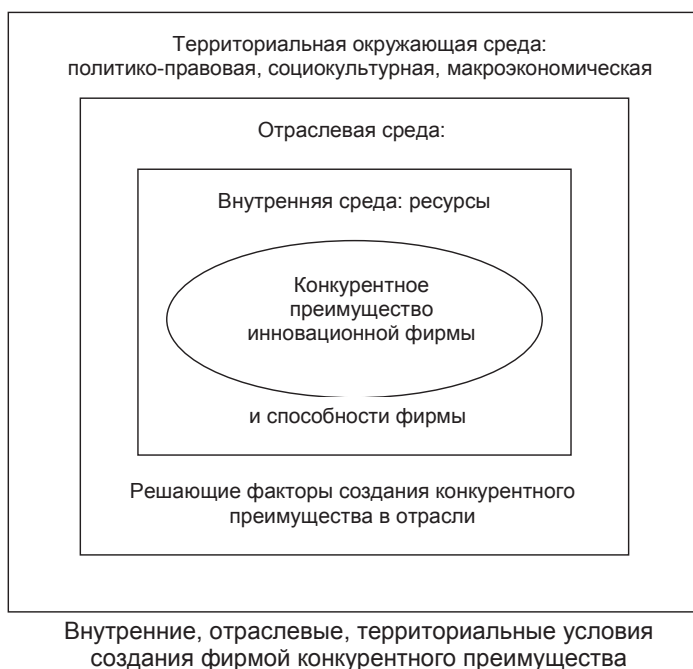 Территориальная окружающая среда:
политико-правовая, социокультурная, макроэкономическая
Отраслевая среда:
Внутренняя среда: ресурсы
Конкурентное
преимущество
инновационной фирмы
и способности фирмы
Решающие факторы создания конкурентного
преимущества в отрасли
Внутренние, отраслевые, территориальные условия
создания фирмой конкурентного преимущества